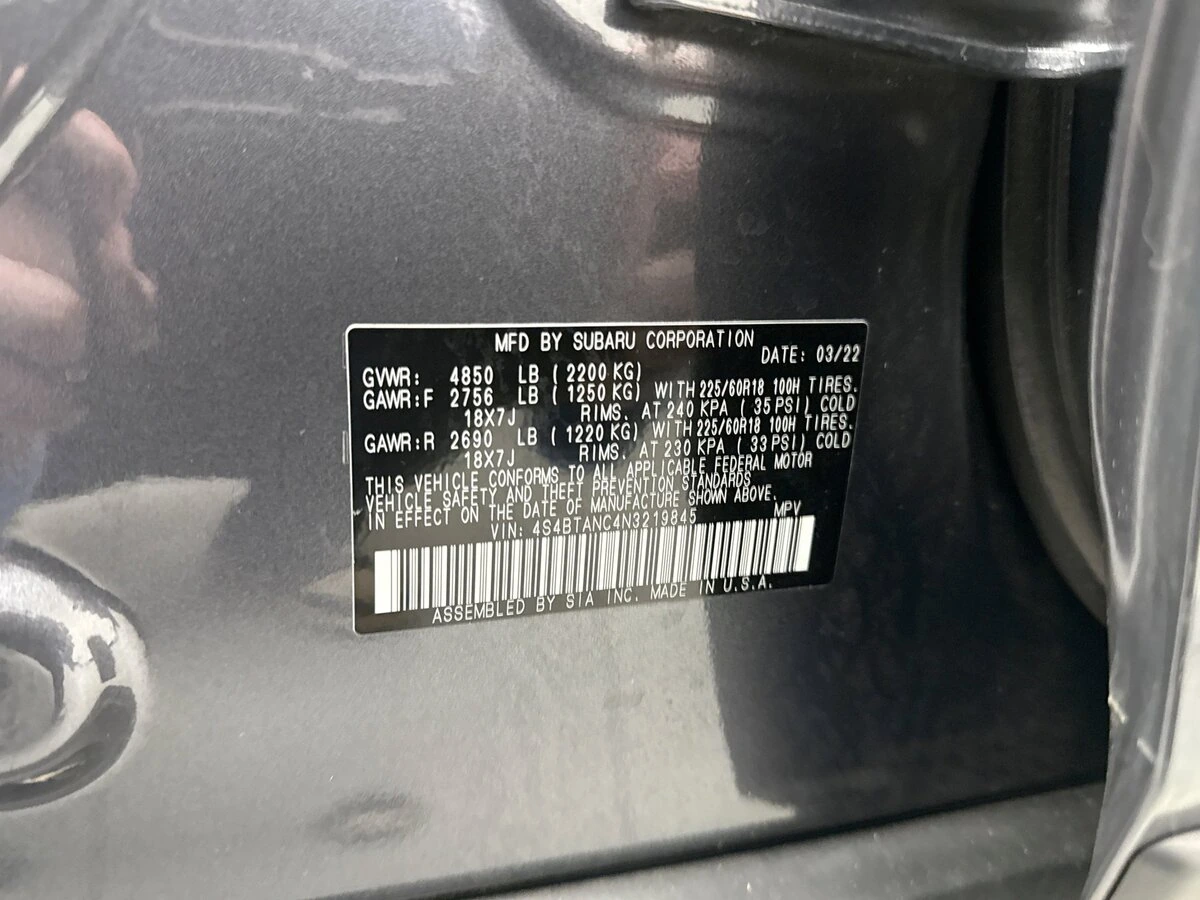 MFD BY SUBARU CORPORATION
DATE: 03/22
GVWR: 4850 LB ( 2200 KG)
GAWR:F 2756 LB ( 1250 KG) WITH 225/60R18 100H TIRES.
18X7J RIMS. AT 240 KPA ( 35 PSI) COLD
GAWR:R 2690 LB ( 1220 KG) WITH 225/60R18 100H TIRES.
18X7J RIMS. AT 230 KPA ( 33 PSI) COLD
THIS VEHICLE CONFORMS TO ALL APPLICABLE FEDERAL MOTOR
VEHICLE SAFETY AND THEFT PREVENTION STANDARDS
IN EFFECT ON THE DATE OF MANUFACTURE SHOWN ABOVE.
VIN: 4S4BTANC4N3219845 MPV
ASSEMBLED BY SIA INC. MADE IN U.S.A.